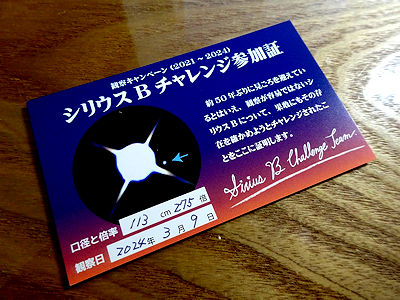 観察キャンペーン(2021～2024)
シリウスBチャレンジ参加証
約50年ぶりに見ごろを迎えてい
るとはいえ、観察が容易ではないシ
リウスBについて、果敢にもその存
在を確かめようとチャレンジされたこ
とをここに証明します。
Sirius B Challenge Team
口径と倍率 113 cm 275 倍
観察日 2024年 3月 9日